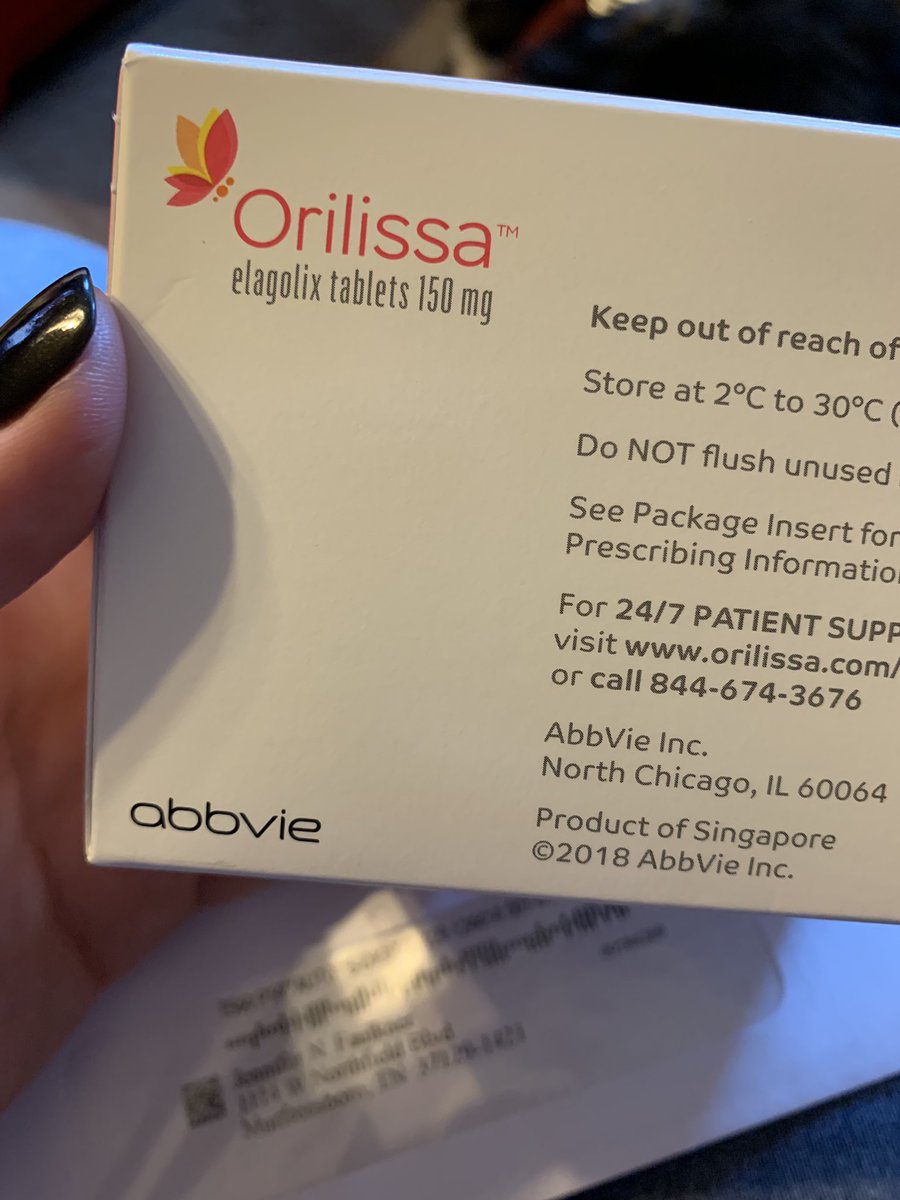 Orilissa™
elagolix tablets 150 mg
Keep out of reach of
Store at 2°C to 30°C (
Do NOT flush unused
See Package Insert for
Prescribing Informatio
For 24/7 PATIENT SUPP
visit www.orilissa.com/
or call 844-674-3676
AbbVie Inc.
North Chicago, IL 60064
Product of Singapore
©2018 AbbVie Inc.
abbvie